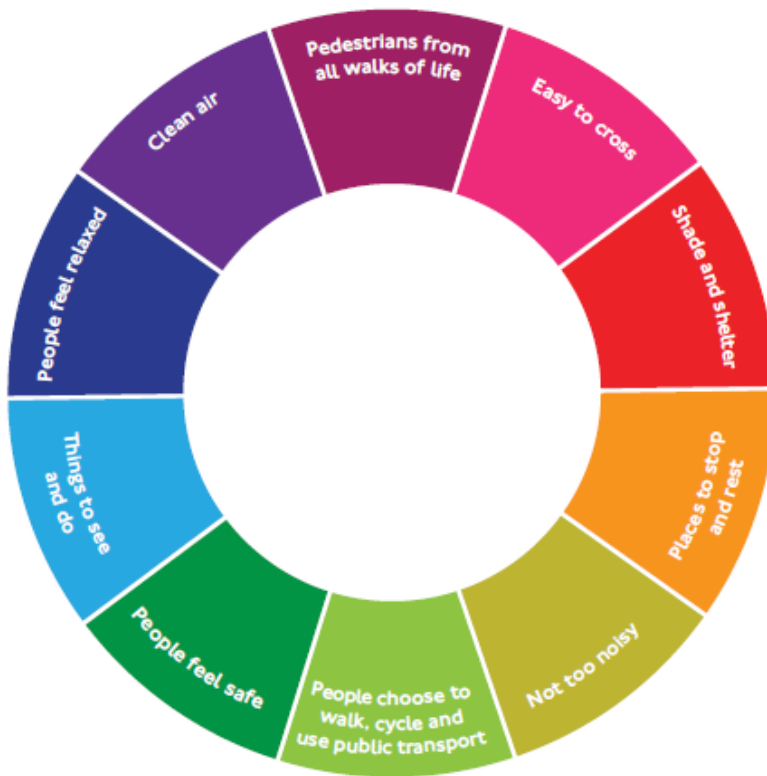 Pedestrians from
all walks of life
Easy to cross
Shade and shelter
Places to stop
and rest
Not too noisy
People choose to
walk, cycle and
use public transport
People feel safe
Things to see
and do
People feel relaxed
Clean air